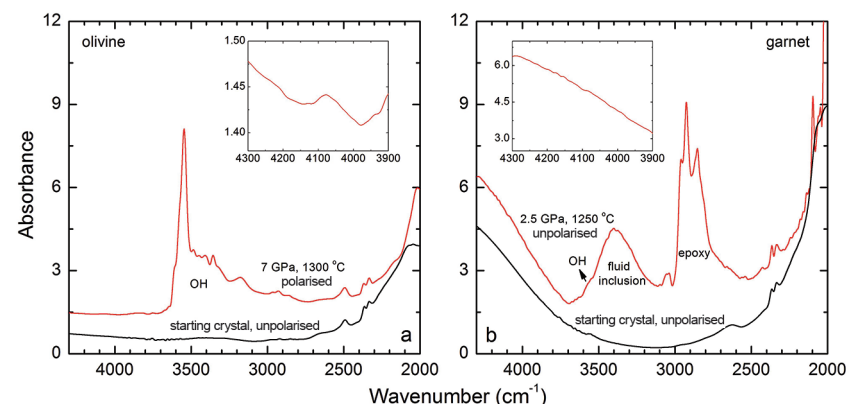 olivine
garnet
12
9
6
3
0
Absorbance
1.50
1.45
1.40
4300 4200 4100 4000 3900
OH
7 GPa, 1300 °C
polarised
starting crystal, unpolarised
a
4000 3500 3000 2500 2000
12
9
6
3
0
6.0
4.5
3.0
4300 4200 4100 4000 3900
2.5 GPa, 1250 °C
unpolarised
OH
fluid
inclusion
epoxy
starting crystal, unpolarised
b
4000 3500 3000 2500 2000
Wavenumber (cm⁻¹)